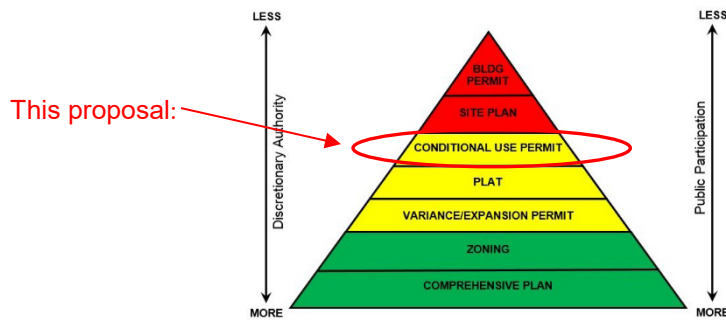 LESS
LESS
BLDG
PERMIT
This proposal:
SITE PLAN
CONDITIONAL USE PERMIT
Discretionary Authority
Public Participation
PLAT
VARIANCE/EXPANSION PERMIT
ZONING
COMPREHENSIVE PLAN
MORE
MORE